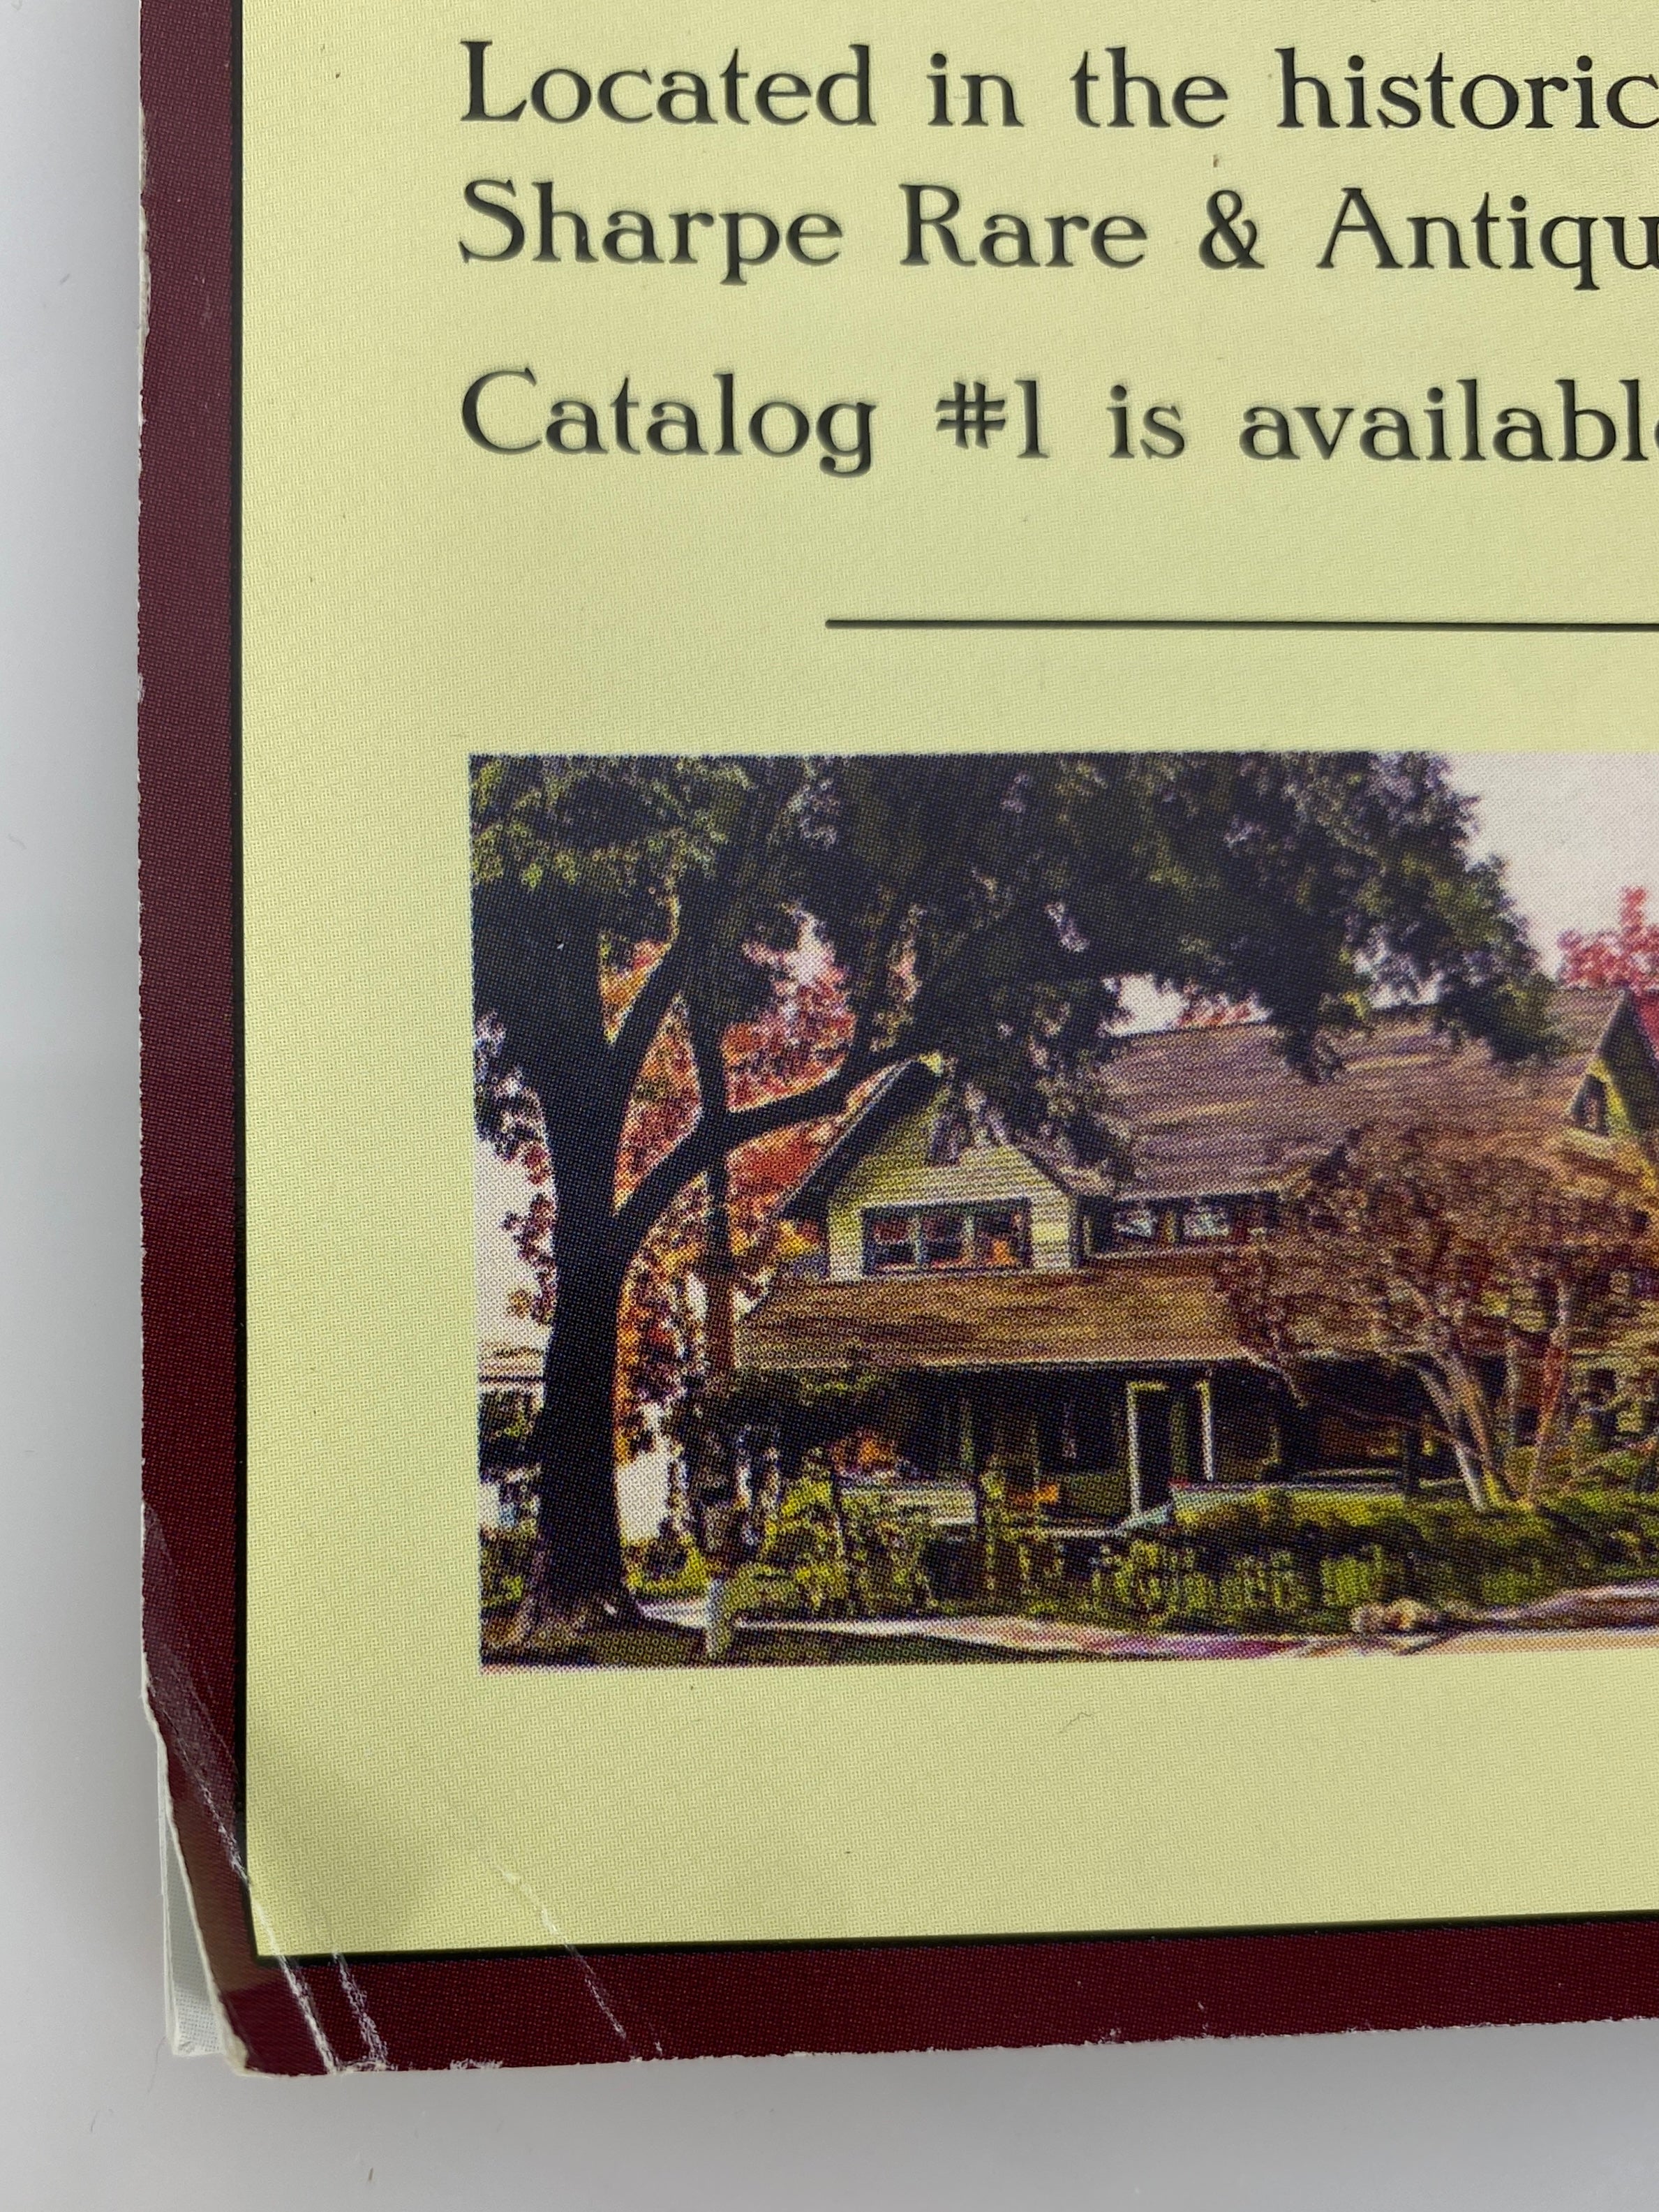 Located in the historic
Sharpe Rare & Antiqu
Catalog #1 is availabl